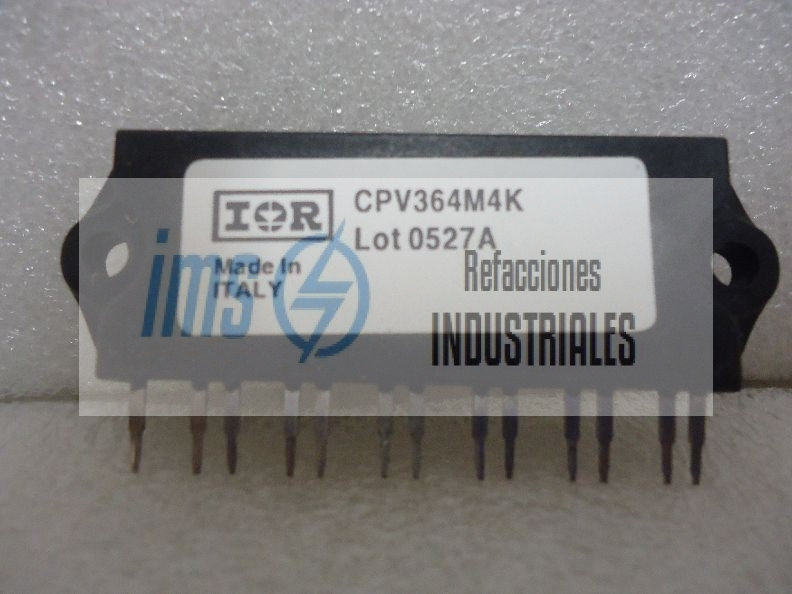 IOR
CPV364M4K
Lot 0527A
Made In
ITALY
ims
Refacciones
INDUSTRIALES